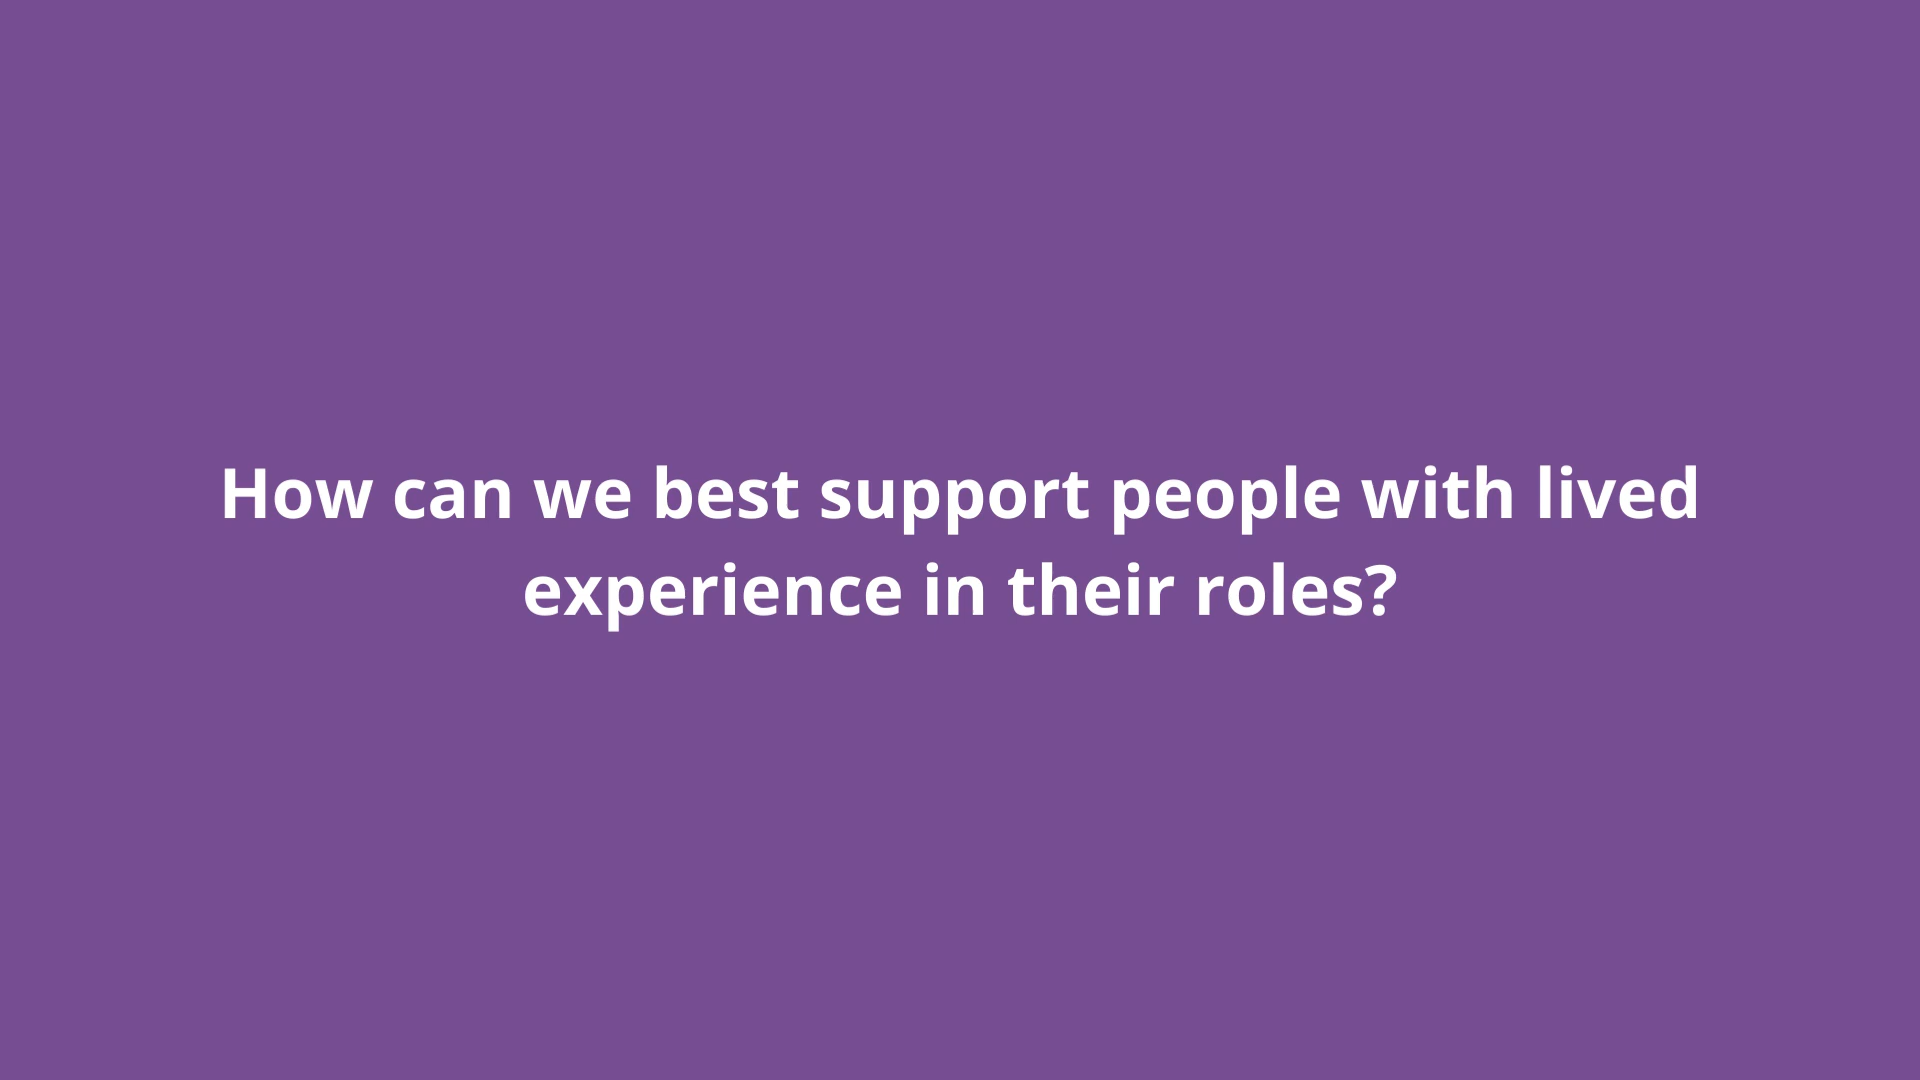 How can we best support people with lived
experience in their roles?